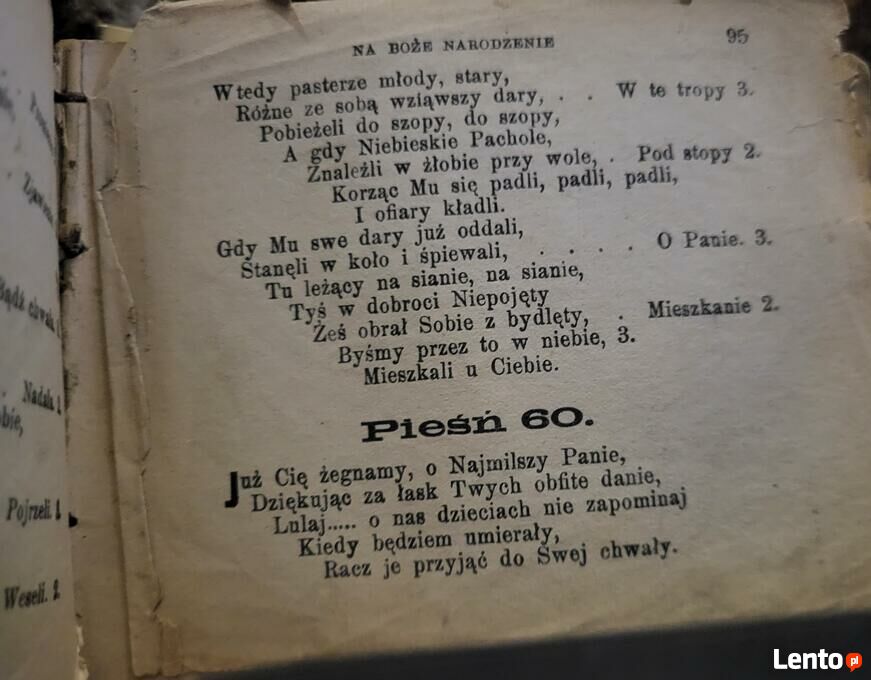 NA BOŻE NARODZENIE 95
Wtedy pasterze młody, stary,
Różne ze sobą wziąwszy dary, . . W te tropy 3.
Pobieżeli do szopy, do szopy,
A gdy Niebieskie Pachole,
Znaleźli w żłobie przy wole, . Pod stopy 2.
Korząc Mu się padli, padli, padli,
I ofiary kładli.
Gdy Mu swe dary już oddali,
Stanęli w koło i śpiewali, . . . . O Panie. 3.
Tu leżący na sianie, na sianie,
Tyś w dobroci Niepojęty
Żeś obrał Sobie z bydlęty, . Mieszkanie 2.
Byśmy przez to w niebie, 3.
Mieszkali u Ciebie.
Pieśń 60.
Już Cię żegnamy, o Najmilszy Panie,
Dziękując za łask Twych obfite danie,
Lulaj..... o nas dzieciach nie zapominaj
Kiedy będziem umierały,
Racz je przyjąć do Swej chwały.
Pojrzeli.
Weseli. 2.
Lento.pl